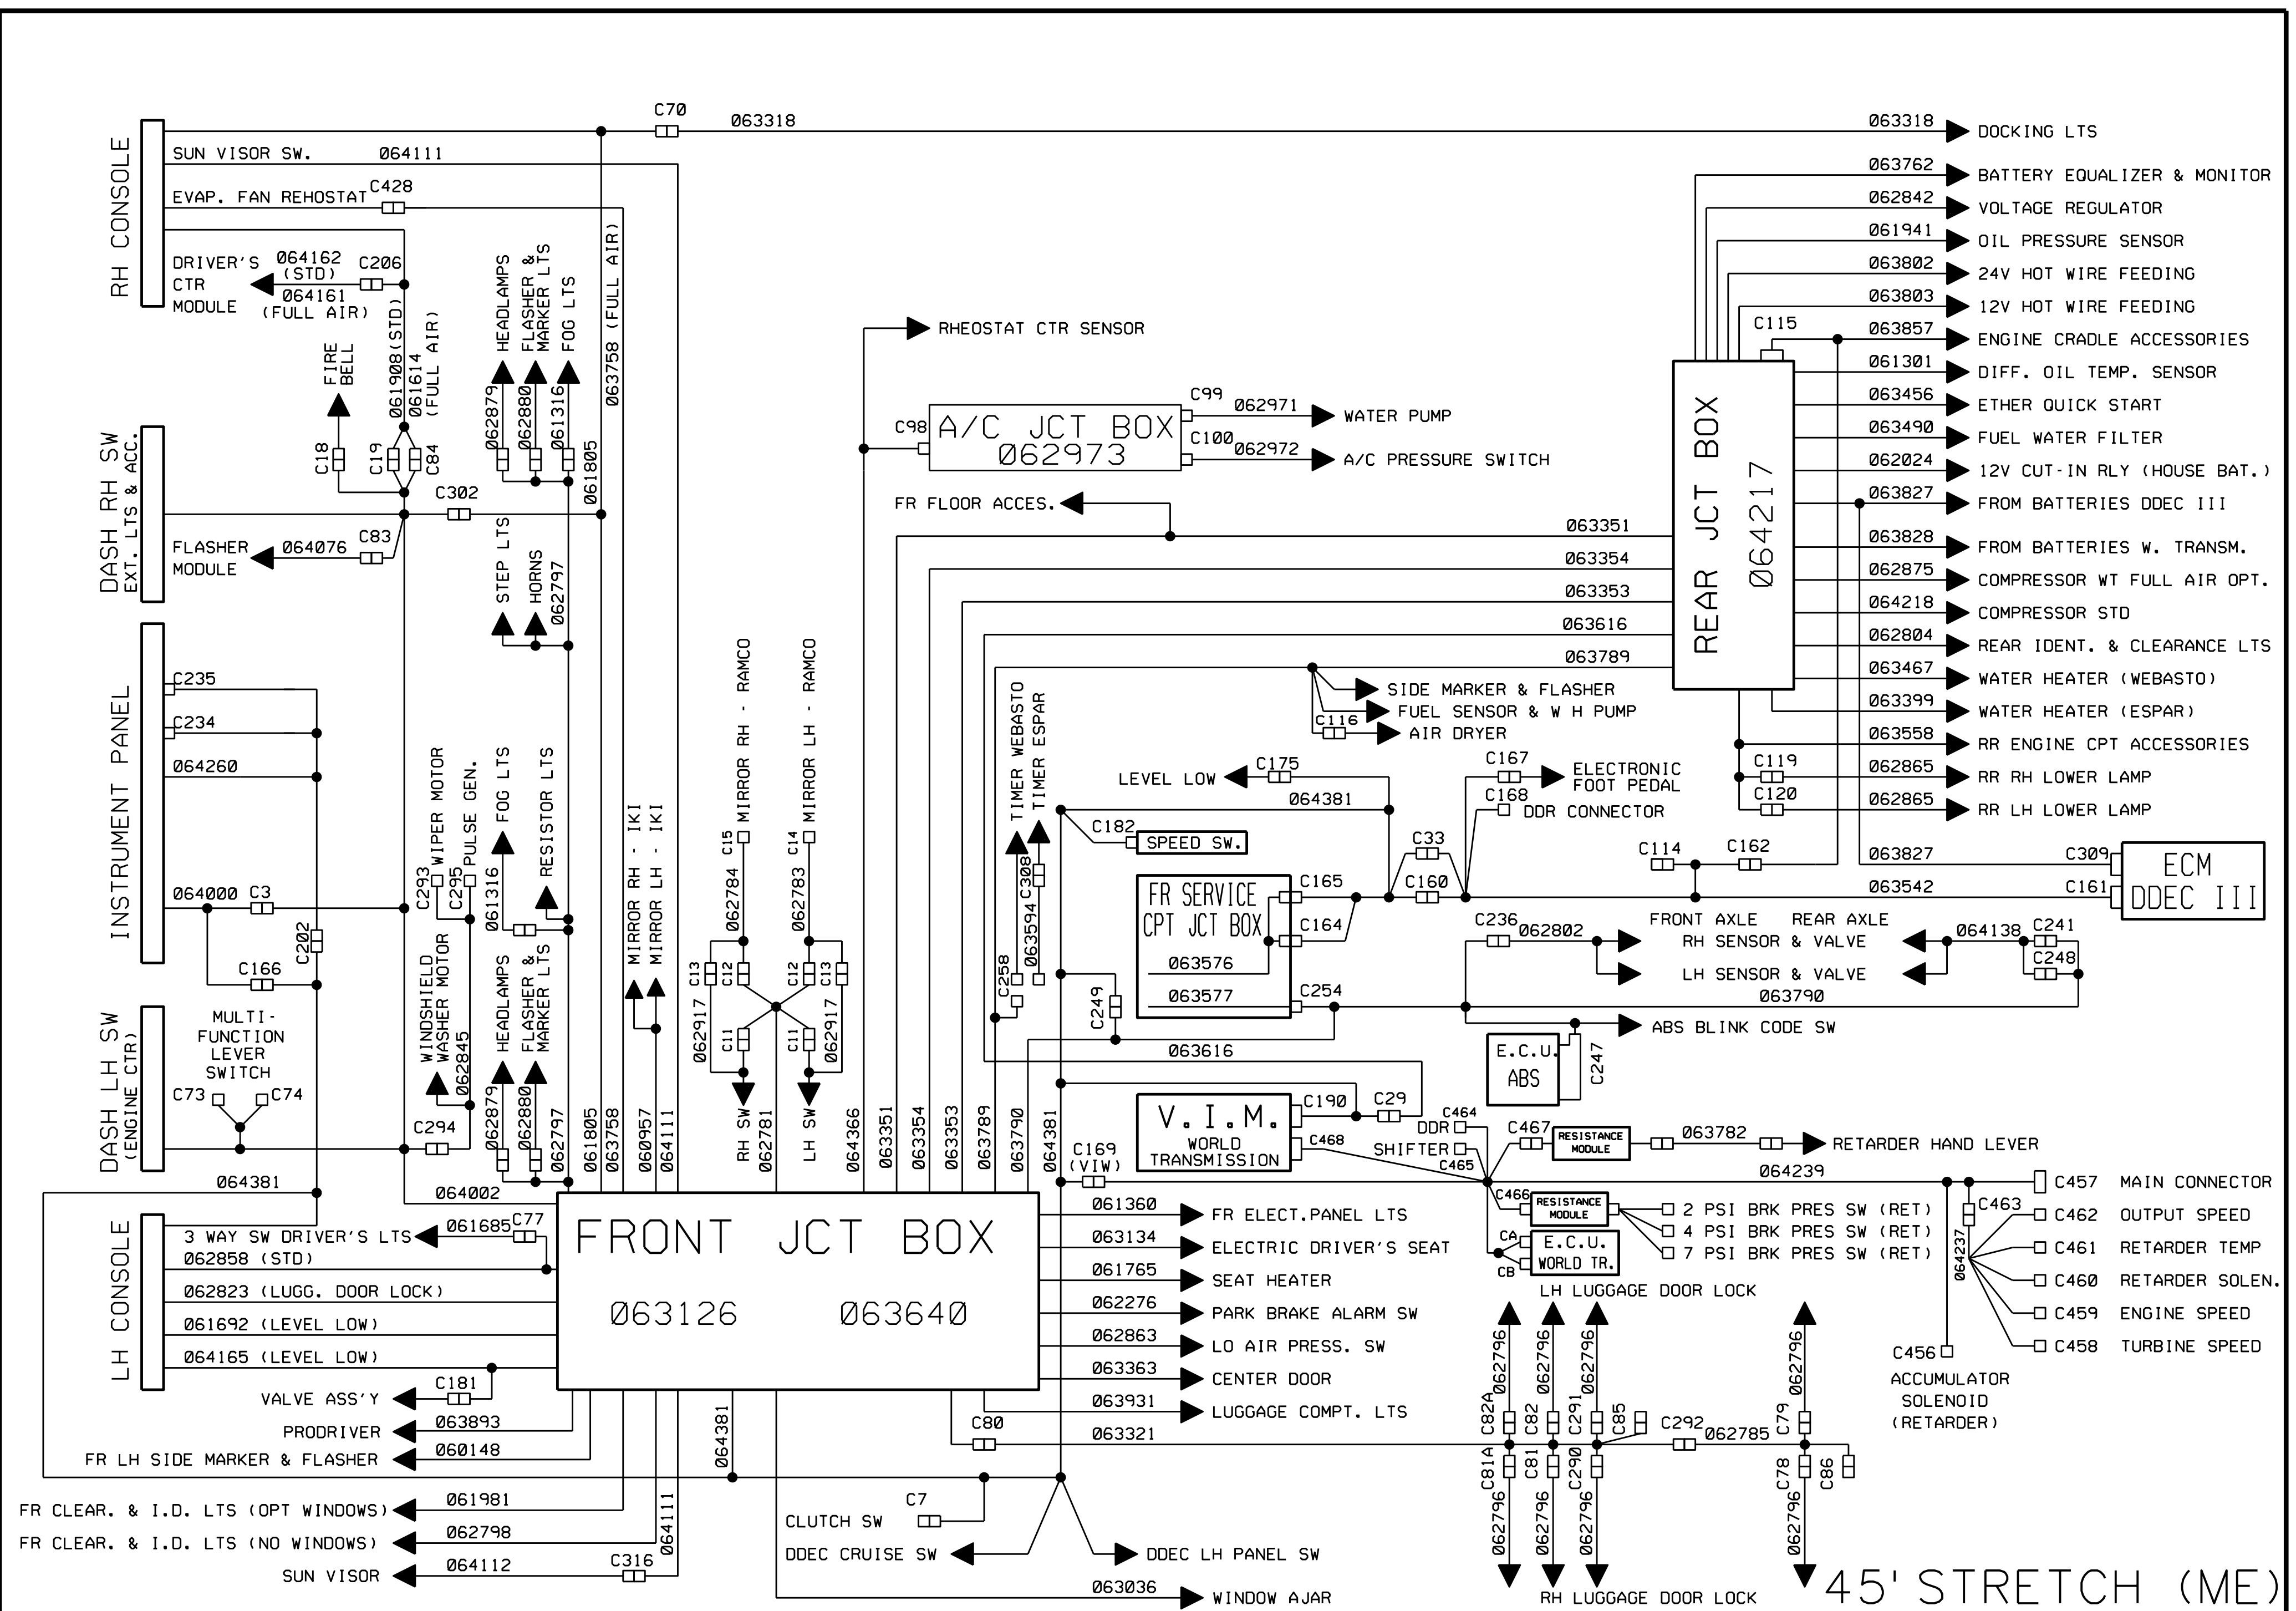 C70
063318
063318
DOCKING LTS
RH CONSOLE
SUN VISOR SW.
064111
EVAP. FAN REHOSTAT
C428
DRIVER'S
CTR
MODULE
064162
(STD)
064161
(FULL AIR)
C206
061908(STD)
061614
(FULL AIR)
FIRE
BELL
HEADLAMPS
FLASHER &
MARKER LTS
FOG LTS
062879
062880
061316
061805
063758 (FULL AIR)
C18
C19
C84
DASH RH SW
EXT. LTS & ACC.
C302
FLASHER
MODULE
064076
C83
STEP LTS
HORNS
062797
INSTRUMENT PANEL
C235
C234
064260
064000
C3
C202
C166
C293
WIPER MOTOR
C295
PULSE GEN.
061316
FOG LTS
RESISTOR LTS
WINDSHIELD
WASHER MOTOR
062845
HEADLAMPS
FLASHER &
MARKER LTS
062879
062880
062797
061805
063758
060957
064111
MIRROR RH - IKI
MIRROR LH - IKI
DASH LH SW
(ENGINE CTR)
MULTI-
FUNCTION
LEVER
SWITCH
C73
C74
C294
064381
064002
MIRROR RH - RAMCO
MIRROR LH - RAMCO
C15
C14
062784
062783
C13
C12
C12
C13
062917
C11
C11
062917
RH SW
062781
LH SW
064366
063351
063354
063353
063789
063790
064381
RHEOSTAT CTR SENSOR
C98
A/C JCT BOX
062973
C99
062971
WATER PUMP
C100
062972
A/C PRESSURE SWITCH
FR FLOOR ACCES.
063351
063354
063353
063616
063789
SIDE MARKER & FLASHER
FUEL SENSOR & W H PUMP
C116
AIR DRYER
REAR JCT BOX
064217
063762
BATTERY EQUALIZER & MONITOR
062842
VOLTAGE REGULATOR
061941
OIL PRESSURE SENSOR
063802
24V HOT WIRE FEEDING
063803
12V HOT WIRE FEEDING
C115
063857
ENGINE CRADLE ACCESSORIES
061301
DIFF. OIL TEMP. SENSOR
063456
ETHER QUICK START
063490
FUEL WATER FILTER
062024
12V CUT-IN RLY (HOUSE BAT.)
063827
FROM BATTERIES DDEC III
063828
FROM BATTERIES W. TRANSM.
062875
COMPRESSOR WT FULL AIR OPT.
064218
COMPRESSOR STD
062804
REAR IDENT. & CLEARANCE LTS
063467
WATER HEATER (WEBASTO)
063399
WATER HEATER (ESPAR)
063558
RR ENGINE CPT ACCESSORIES
C119
062865
RR RH LOWER LAMP
C120
062865
RR LH LOWER LAMP
TIMER WEBASTO
TIMER ESPAR
C308
063594
C258
LEVEL LOW
C175
064381
C182
SPEED SW.
C167
ELECTRONIC
FOOT PEDAL
C168
DDR CONNECTOR
C33
C160
C165
C164
FR SERVICE
CPT JCT BOX
063576
063577
C254
C249
C114
C162
063827
C309
063542
C161
ECM
DDEC III
C236
062802
FRONT AXLE
REAR AXLE
RH SENSOR & VALVE
LH SENSOR & VALVE
064138
C241
C248
063790
ABS BLINK CODE SW
E.C.U.
ABS
C247
063616
V.I.M.
WORLD
TRANSMISSION
C190
C29
C468
C464
DDR
SHIFTER
C465
C467
RESISTANCE
MODULE
063782
RETARDER HAND LEVER
C169
(VIW)
064239
C466
RESISTANCE
MODULE
2 PSI BRK PRES SW (RET)
4 PSI BRK PRES SW (RET)
7 PSI BRK PRES SW (RET)
CA
CB
E.C.U.
WORLD TR.
C457
MAIN CONNECTOR
C463
C462
OUTPUT SPEED
C461
RETARDER TEMP
C460
RETARDER SOLEN.
C459
ENGINE SPEED
C458
TURBINE SPEED
064237
C456
ACCUMULATOR
SOLENOID
(RETARDER)
LH CONSOLE
3 WAY SW DRIVER'S LTS
061685
C77
062858 (STD)
062823 (LUGG. DOOR LOCK)
061692 (LEVEL LOW)
064165 (LEVEL LOW)
FRONT JCT BOX
063126
063640
061360
FR ELECT.PANEL LTS
063134
ELECTRIC DRIVER'S SEAT
061765
SEAT HEATER
062276
PARK BRAKE ALARM SW
062863
LO AIR PRESS. SW
063363
CENTER DOOR
063931
LUGGAGE COMPT. LTS
C80
063321
VALVE ASS'Y
C181
PRODRIVER
063893
FR LH SIDE MARKER & FLASHER
060148
FR CLEAR. & I.D. LTS (OPT WINDOWS)
061981
FR CLEAR. & I.D. LTS (NO WINDOWS)
062798
SUN VISOR
064112
C316
064111
064381
C7
CLUTCH SW
DDEC CRUISE SW
DDEC LH PANEL SW
063036
WINDOW AJAR
LH LUGGAGE DOOR LOCK
062796
062796
062796
062796
C82A
C82
C291
C85
C292
062785
C79
C81A
C81
C290
C78
C86
062796
062796
062796
062796
RH LUGGAGE DOOR LOCK
45' STRETCH (ME)